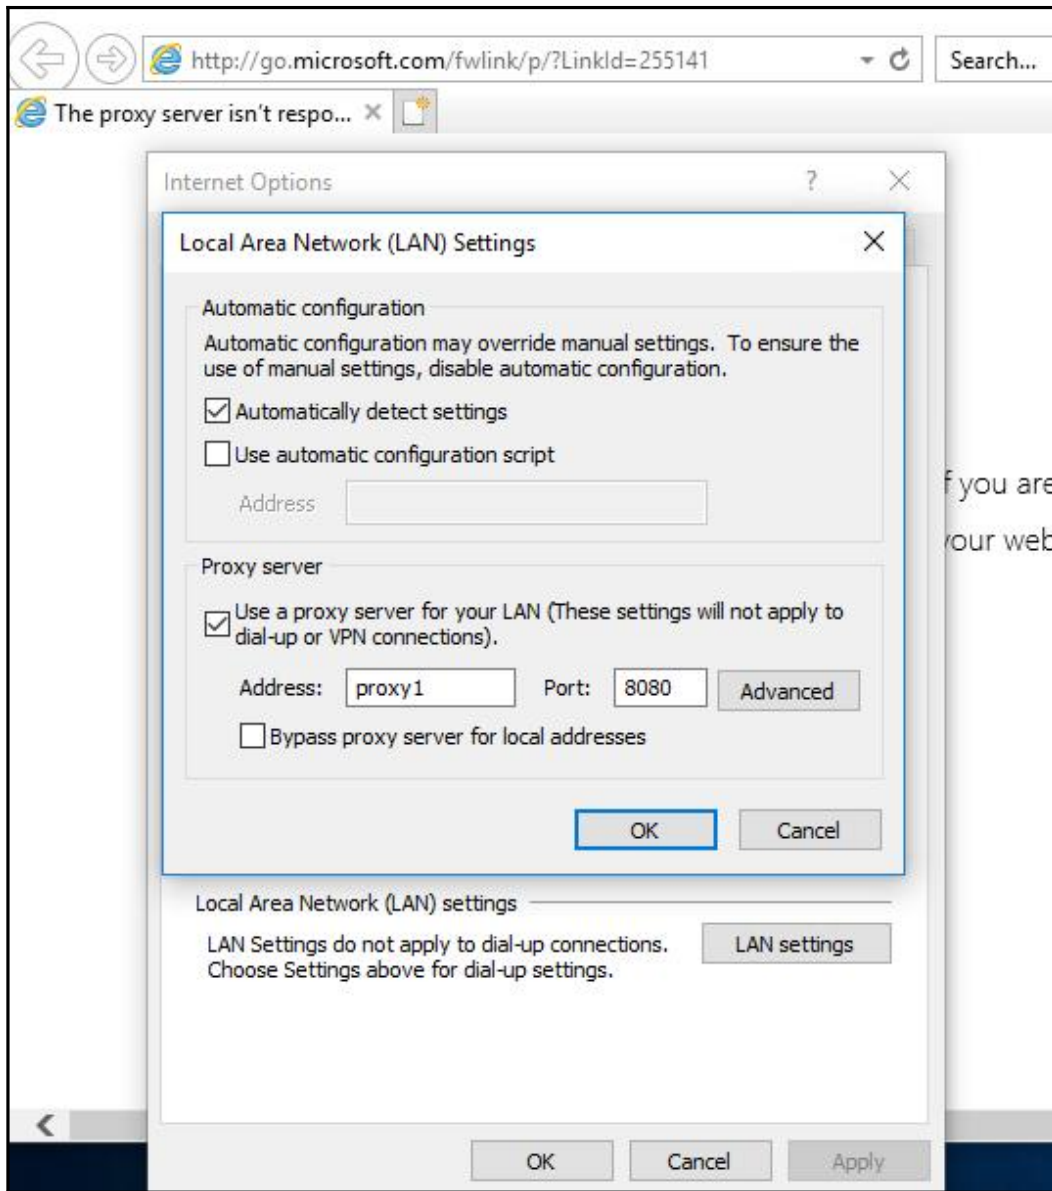 http://go.microsoft.com/fwlink/p/?LinkId=255141
Search...
The proxy server isn't respo...
Internet Options
Local Area Network (LAN) Settings
Automatic configuration
Automatic configuration may override manual settings. To ensure the
use of manual settings, disable automatic configuration.
Automatically detect settings
Use automatic configuration script
Address
f you are
your web
Proxy server
Use a proxy server for your LAN (These settings will not apply to
dial-up or VPN connections).
Address: proxy1 Port: 8080 Advanced
Bypass proxy server for local addresses
OK Cancel
Local Area Network (LAN) settings
LAN Settings do not apply to dial-up connections.
Choose Settings above for dial-up settings.
LAN settings
OK Cancel Apply